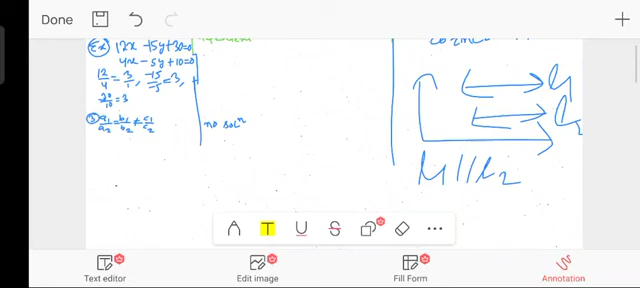 Done
Ex 12x -15y+30=0
4x - 5y+10=0
12/4 = 3/1, -15/-5 = 3,
30/10 = 3
③ a1/a2 = b1/b2 ≠ c1/c2
no solⁿ
l1
l2
l1 // l2
T U S
Text editor
Edit image
Fill Form
Annotation